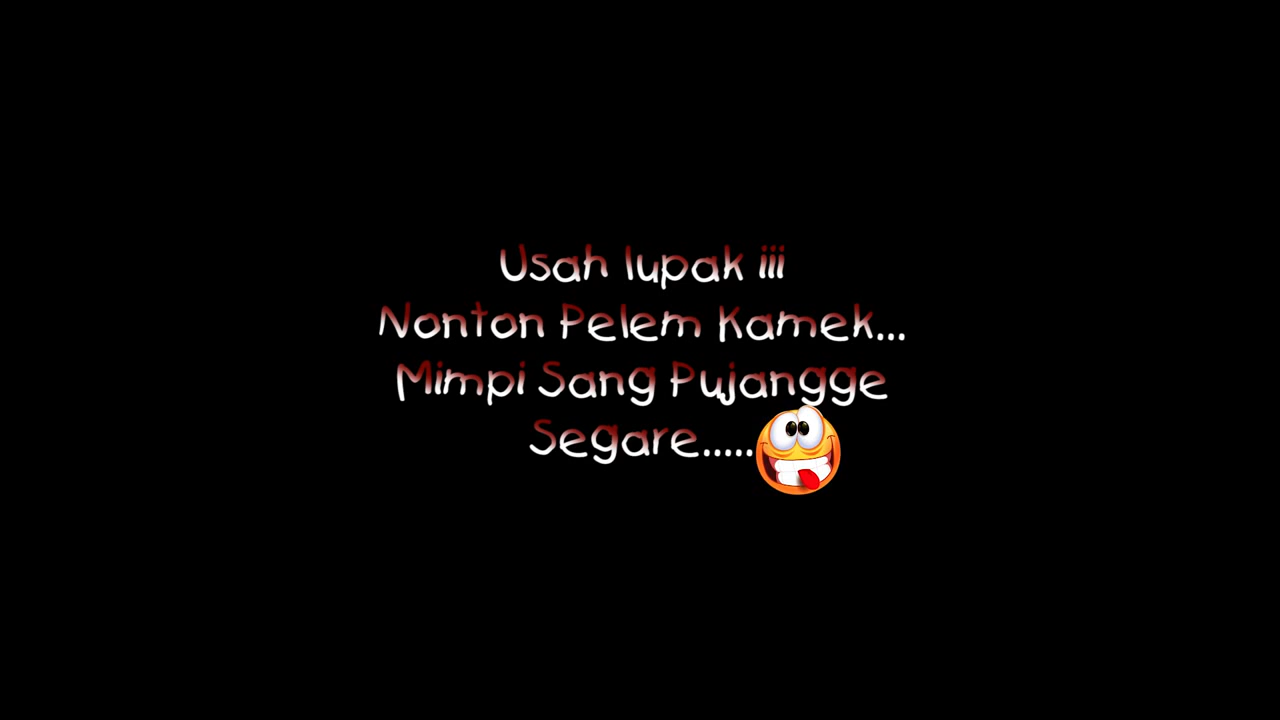 Usah lupak iii
Nonton Pelem Kamek...
Mimpi Sang Pujangge
Segare.....